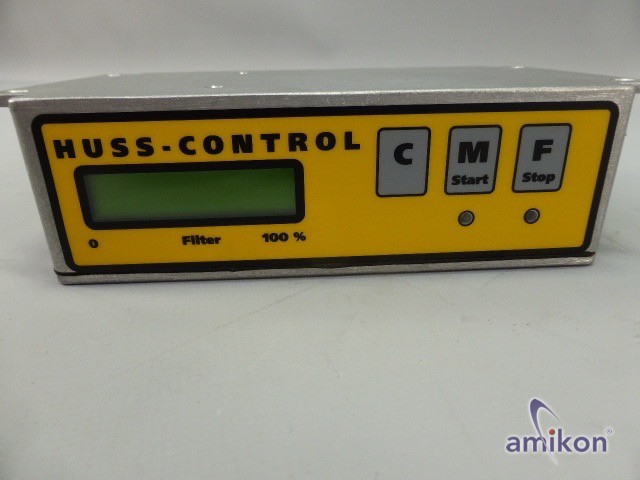 HUSS-CONTROL
C
M
Start
F
Stop
0 Filter 100 %
amikon®